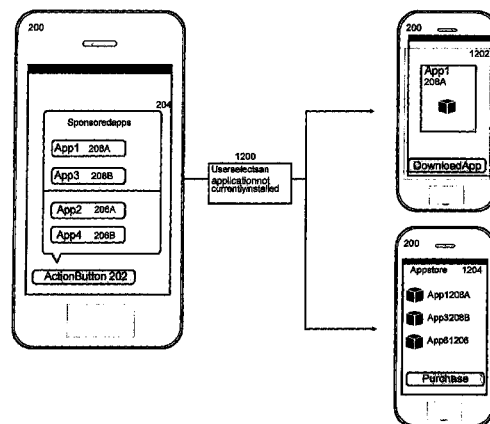 200
204
Sponsoredapps
App1 208A
App3 208B
App2 206A
App4 206B
ActionButton 202
1200
Userselectsan
applicationnot
currentlyinstalled
200
1202
App1
208A
DownloadApp
200
Appstore 1204
App1208A
App3208B
App61206
Purchase